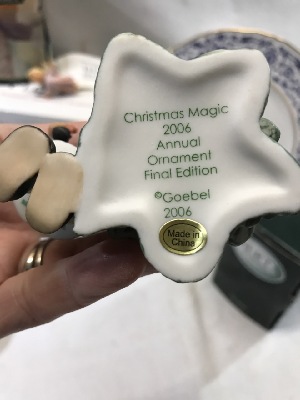 Christmas Magic
2006
Annual
Ornament
Final Edition
©Goebel
2006
Made in
China